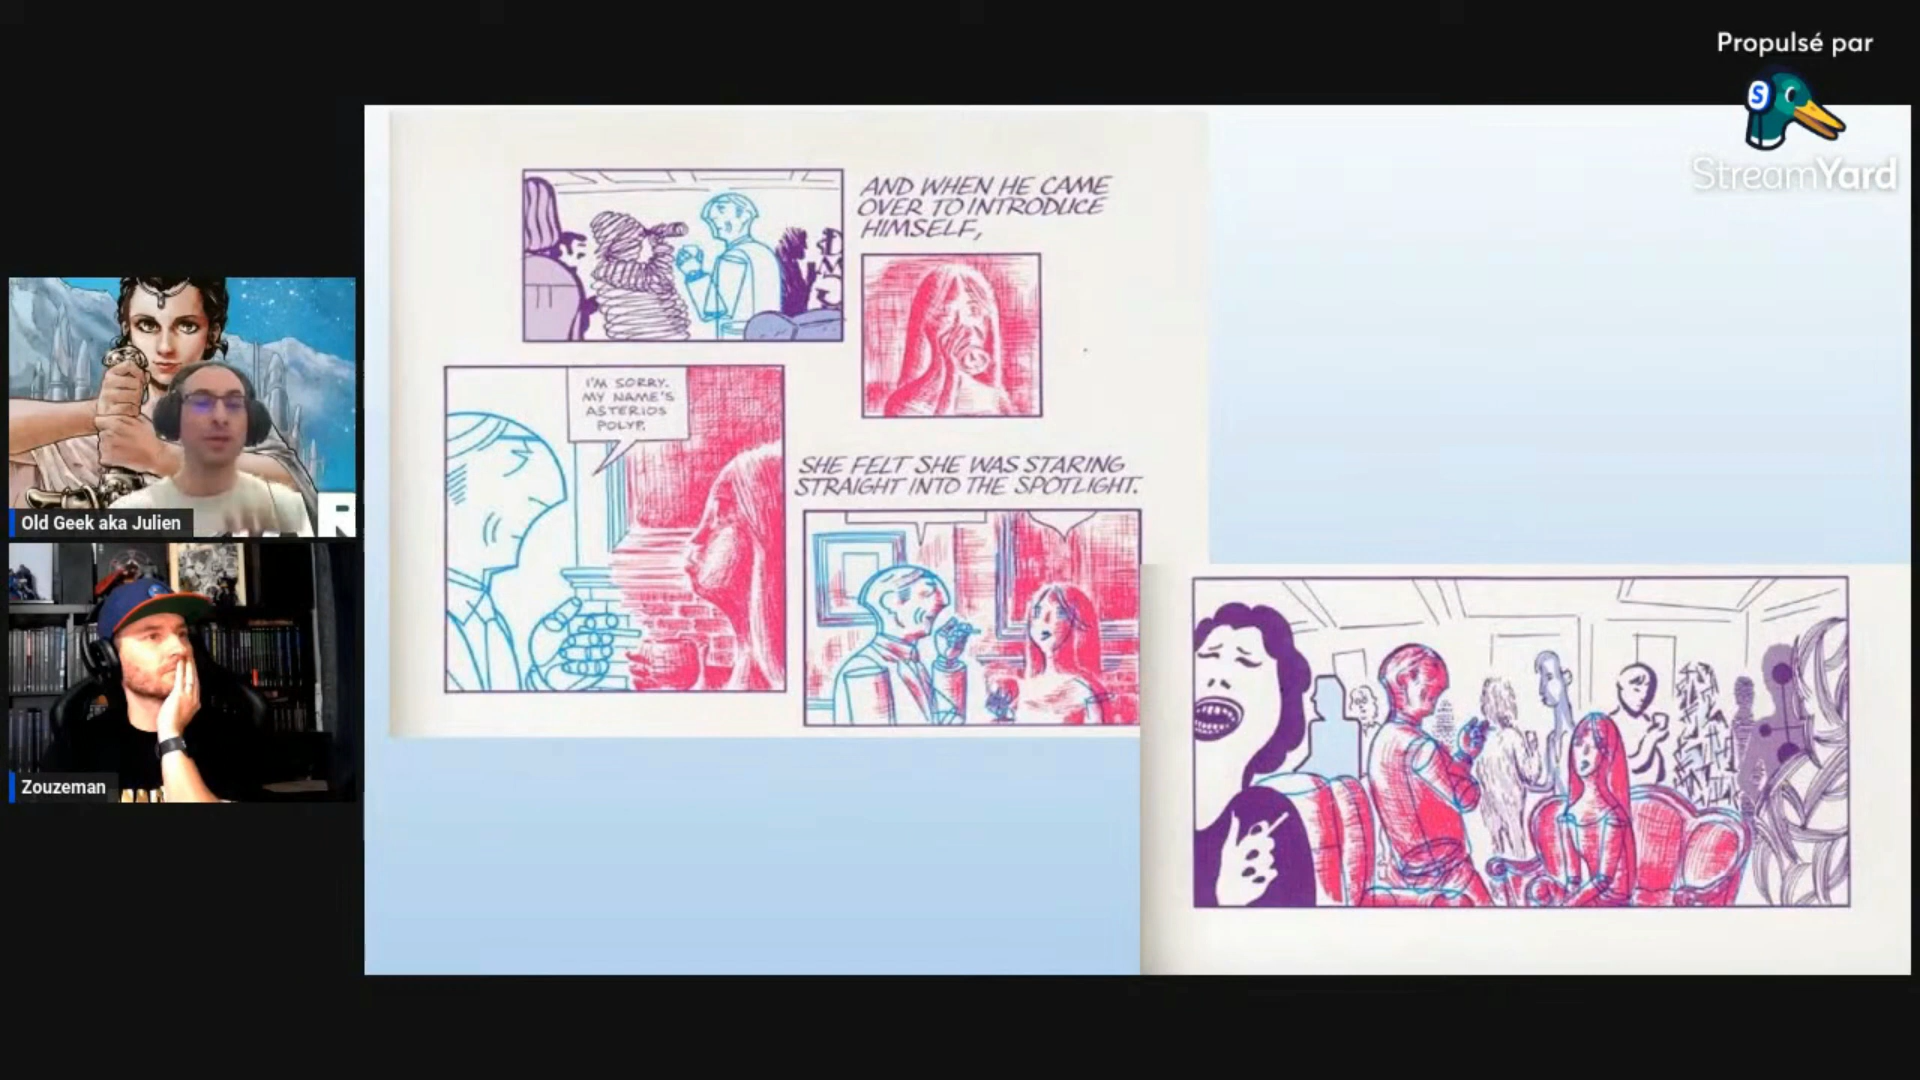 Propulsé par
StreamYard
AND WHEN HE CAME
OVER TO INTRODUCE
HIMSELF,
I'M SORRY.
MY NAME'S
ASTERIOS
POLYP.
SHE FELT SHE WAS STARING
STRAIGHT INTO THE SPOTLIGHT.
R
Old Geek aka Julien
Zouzeman